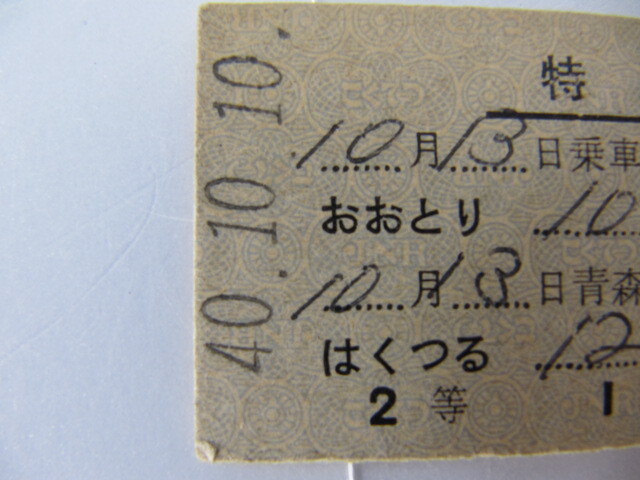 40.10.10.
特
10月13日乗車
おおとり 10
10月13日青森
はくつる 12
2等 1